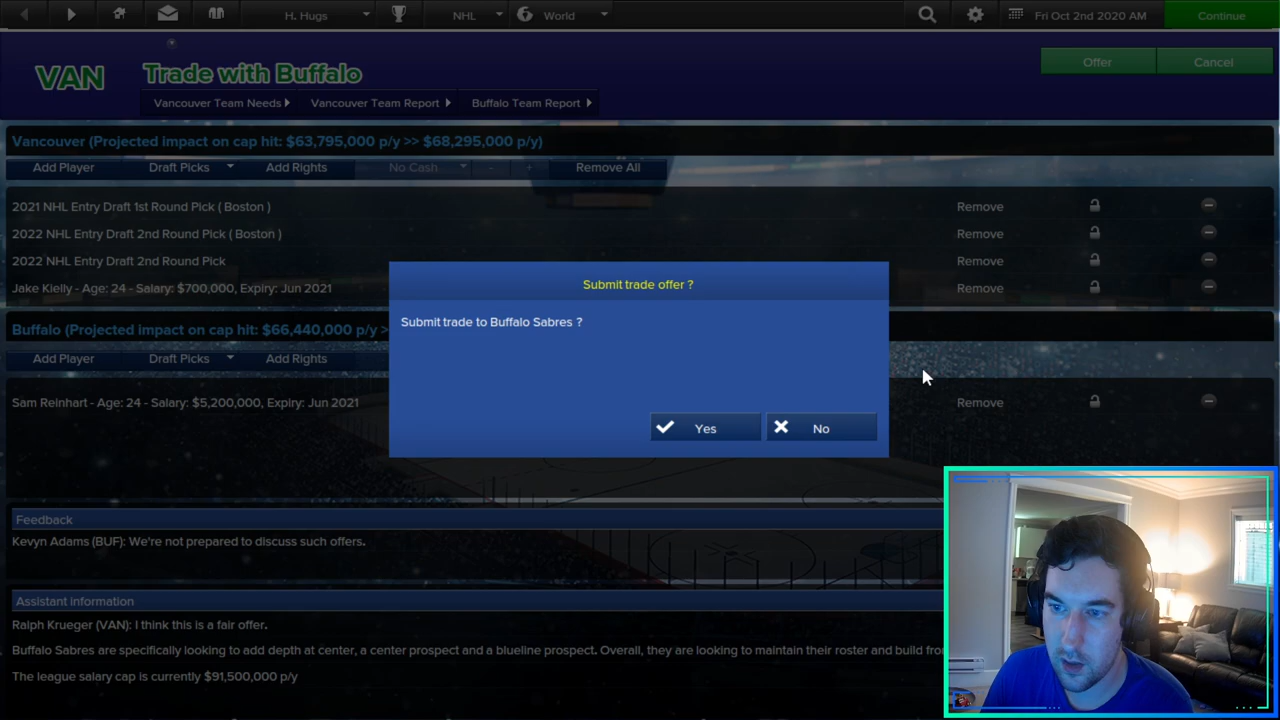 H. Hugs
NHL
World
Fri Oct 2nd 2020 AM
Continue
VAN
Trade with Buffalo
Offer
Cancel
Vancouver Team Needs
Vancouver Team Report
Buffalo Team Report
Vancouver (Projected impact on cap hit: $63,795,000 p/y >> $68,295,000 p/y)
Add Player
Draft Picks
Add Rights
No Cash
-
+
Remove All
2021 NHL Entry Draft 1st Round Pick ( Boston )
Remove
2022 NHL Entry Draft 2nd Round Pick ( Boston )
Remove
2022 NHL Entry Draft 2nd Round Pick
Remove
Jake Kielly - Age: 24 - Salary: $700,000, Expiry: Jun 2021
Remove
Submit trade offer ?
Submit trade to Buffalo Sabres ?
Yes
No
Buffalo (Projected impact on cap hit: $66,440,000 p/y >
Add Player
Draft Picks
Add Rights
Sam Reinhart - Age: 24 - Salary: $5,200,000, Expiry: Jun 2021
Remove
Feedback
Kevyn Adams (BUF): We're not prepared to discuss such offers.
Assistant information
Ralph Krueger (VAN): I think this is a fair offer.
Buffalo Sabres are specifically looking to add depth at center, a center prospect and a blueline prospect. Overall, they are looking to maintain their roster and build
The league salary cap is currently $91,500,000 p/y